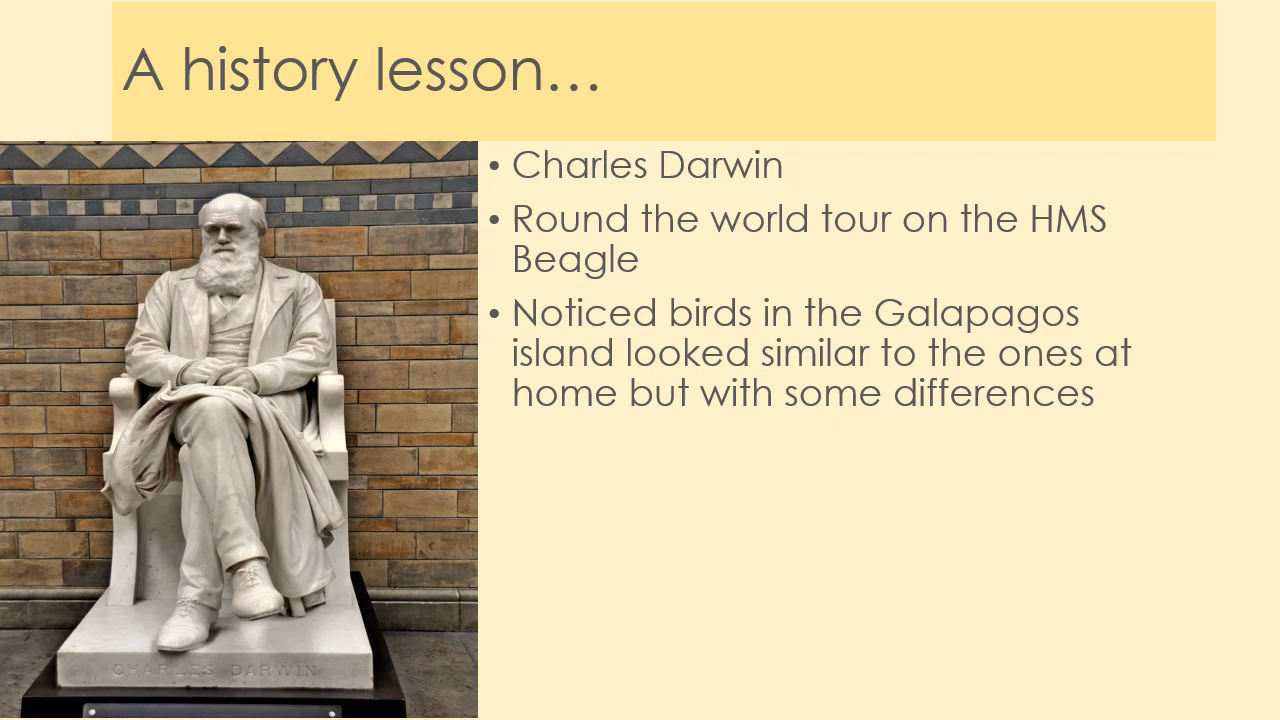 A history lesson…
• Charles Darwin
• Round the world tour on the HMS
Beagle
• Noticed birds in the Galapagos
island looked similar to the ones at
home but with some differences
CHARLES DARWIN